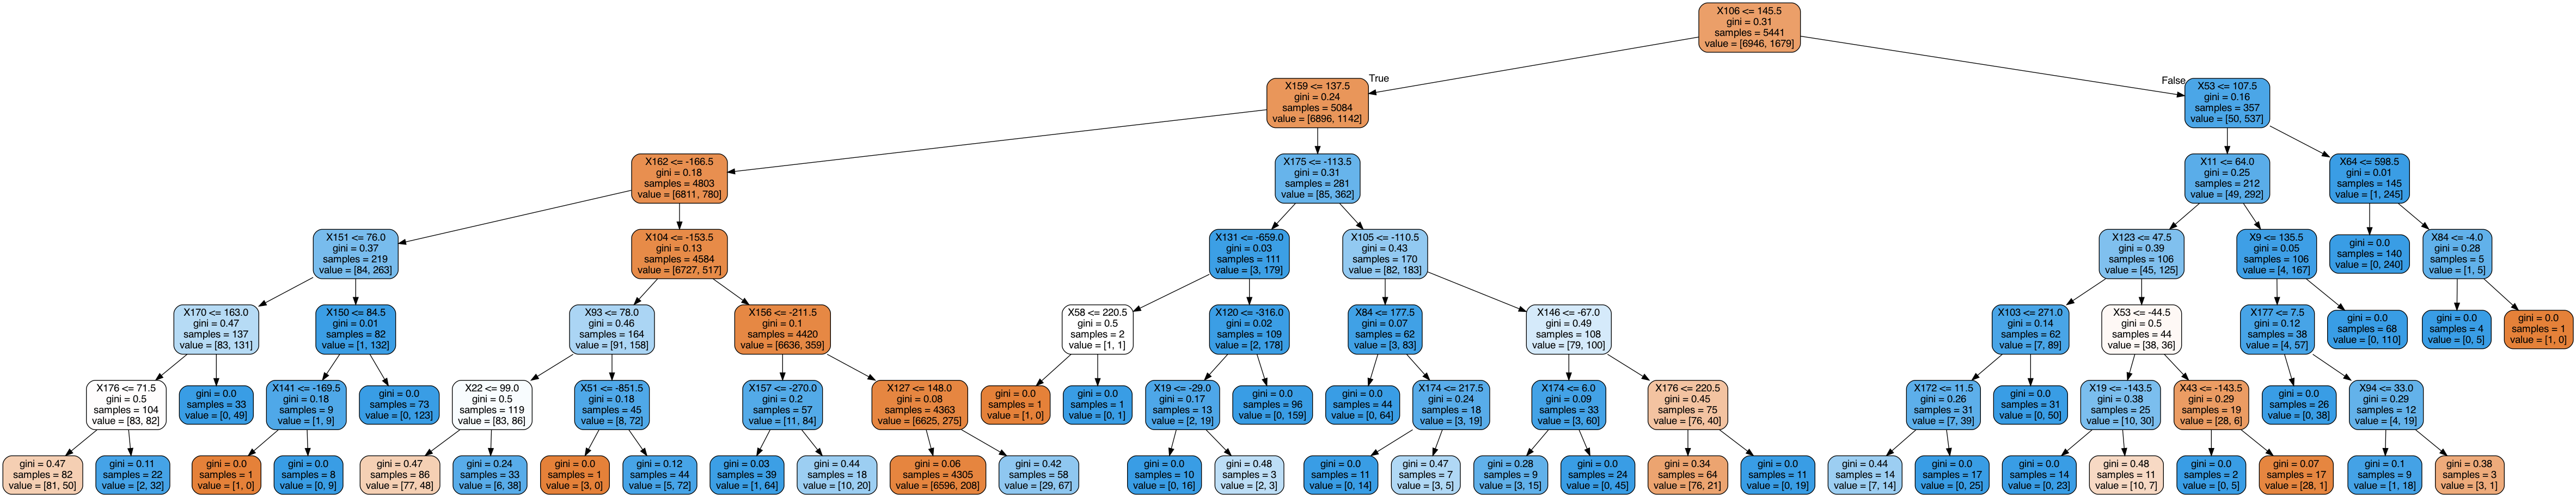 X106 <= 145.5
gini = 0.31
samples = 5441
value = [6946, 1679]
True
False
X159 <= 137.5
gini = 0.24
samples = 5084
value = [6896, 1142]
X53 <= 107.5
gini = 0.16
samples = 357
value = [50, 537]
X162 <= -166.5
gini = 0.18
samples = 4803
value = [6811, 780]
X175 <= -113.5
gini = 0.31
samples = 281
value = [85, 362]
X11 <= 64.0
gini = 0.25
samples = 212
value = [49, 292]
X64 <= 598.5
gini = 0.01
samples = 145
value = [1, 245]
X151 <= 76.0
gini = 0.37
samples = 219
value = [84, 263]
X104 <= -153.5
gini = 0.13
samples = 4584
value = [6727, 517]
X131 <= -659.0
gini = 0.03
samples = 111
value = [3, 179]
X105 <= -110.5
gini = 0.43
samples = 170
value = [82, 183]
X123 <= 47.5
gini = 0.39
samples = 106
value = [45, 125]
X9 <= 135.5
gini = 0.05
samples = 106
value = [4, 167]
gini = 0.0
samples = 140
value = [0, 240]
X84 <= -4.0
gini = 0.28
samples = 5
value = [1, 5]
X170 <= 163.0
gini = 0.47
samples = 137
value = [83, 131]
X150 <= 84.5
gini = 0.01
samples = 82
value = [1, 132]
X93 <= 78.0
gini = 0.46
samples = 164
value = [91, 158]
X156 <= -211.5
gini = 0.1
samples = 4420
value = [6636, 359]
X58 <= 220.5
gini = 0.5
samples = 2
value = [1, 1]
X120 <= -316.0
gini = 0.02
samples = 109
value = [2, 178]
X84 <= 177.5
gini = 0.07
samples = 62
value = [3, 83]
X146 <= -67.0
gini = 0.49
samples = 108
value = [79, 100]
X103 <= 271.0
gini = 0.14
samples = 62
value = [7, 89]
X53 <= -44.5
gini = 0.5
samples = 44
value = [38, 36]
X177 <= 7.5
gini = 0.12
samples = 38
value = [4, 57]
gini = 0.0
samples = 68
value = [0, 110]
gini = 0.0
samples = 4
value = [0, 5]
gini = 0.0
samples = 1
value = [1, 0]
X176 <= 71.5
gini = 0.5
samples = 104
value = [83, 82]
gini = 0.0
samples = 33
value = [0, 49]
X141 <= -169.5
gini = 0.18
samples = 9
value = [1, 9]
gini = 0.0
samples = 73
value = [0, 123]
X22 <= 99.0
gini = 0.5
samples = 119
value = [83, 86]
X51 <= -851.5
gini = 0.18
samples = 45
value = [8, 72]
X157 <= -270.0
gini = 0.2
samples = 57
value = [11, 84]
X127 <= 148.0
gini = 0.08
samples = 4363
value = [6625, 275]
gini = 0.0
samples = 1
value = [1, 0]
gini = 0.0
samples = 1
value = [0, 1]
X19 <= -29.0
gini = 0.17
samples = 13
value = [2, 19]
gini = 0.0
samples = 96
value = [0, 159]
gini = 0.0
samples = 44
value = [0, 64]
X174 <= 217.5
gini = 0.24
samples = 18
value = [3, 19]
X174 <= 6.0
gini = 0.09
samples = 33
value = [3, 60]
X176 <= 220.5
gini = 0.45
samples = 75
value = [76, 40]
X172 <= 11.5
gini = 0.26
samples = 31
value = [7, 39]
gini = 0.0
samples = 31
value = [0, 50]
X19 <= -143.5
gini = 0.38
samples = 25
value = [10, 30]
X43 <= -143.5
gini = 0.29
samples = 19
value = [28, 6]
gini = 0.0
samples = 26
value = [0, 38]
X94 <= 33.0
gini = 0.29
samples = 12
value = [4, 19]
gini = 0.47
samples = 82
value = [81, 50]
gini = 0.11
samples = 22
value = [2, 32]
gini = 0.0
samples = 1
value = [1, 0]
gini = 0.0
samples = 8
value = [0, 9]
gini = 0.47
samples = 86
value = [77, 48]
gini = 0.24
samples = 33
value = [6, 38]
gini = 0.0
samples = 1
value = [3, 0]
gini = 0.12
samples = 44
value = [5, 72]
gini = 0.03
samples = 39
value = [1, 64]
gini = 0.44
samples = 18
value = [10, 20]
gini = 0.06
samples = 4305
value = [6596, 208]
gini = 0.42
samples = 58
value = [29, 67]
gini = 0.0
samples = 10
value = [0, 16]
gini = 0.48
samples = 3
value = [2, 3]
gini = 0.0
samples = 11
value = [0, 14]
gini = 0.47
samples = 7
value = [3, 5]
gini = 0.28
samples = 9
value = [3, 15]
gini = 0.0
samples = 24
value = [0, 45]
gini = 0.34
samples = 64
value = [76, 21]
gini = 0.0
samples = 11
value = [0, 19]
gini = 0.44
samples = 14
value = [7, 14]
gini = 0.0
samples = 17
value = [0, 25]
gini = 0.0
samples = 14
value = [0, 23]
gini = 0.48
samples = 11
value = [10, 7]
gini = 0.0
samples = 2
value = [0, 5]
gini = 0.07
samples = 17
value = [28, 1]
gini = 0.1
samples = 9
value = [1, 18]
gini = 0.38
samples = 3
value = [3, 1]